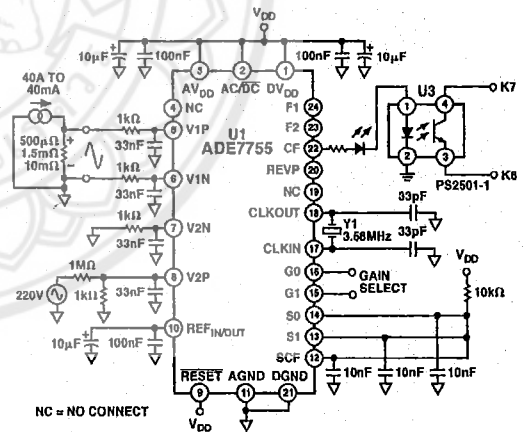 VDD
10µF
100nF
100nF
10µF
3
2
1
AVDD
AC/DC
DVDD
40A TO
40mA
500µΩ
1.5mΩ
10mΩ
1kΩ
33nF
1kΩ
33nF
1kΩ
33nF
1MΩ
220V
1kΩ
33nF
10µF
100nF
4
NC
5
V1P
6
V1N
7
V2N
8
V2P
10
REFIN/OUT
U1
ADE7755
F1
24
F2
23
CF
22
REVP
20
NC
19
CLKOUT
18
CLKIN
17
G0
16
G1
15
S0
14
S1
13
SCF
12
U3
1
4
2
3
K7
K6
PS2501-1
33pF
Y1
3.58MHz
33pF
GAIN
SELECT
VDD
10kΩ
10nF
10nF
10nF
RESET
AGND
DGND
9
11
21
VDD
NC = NO CONNECT